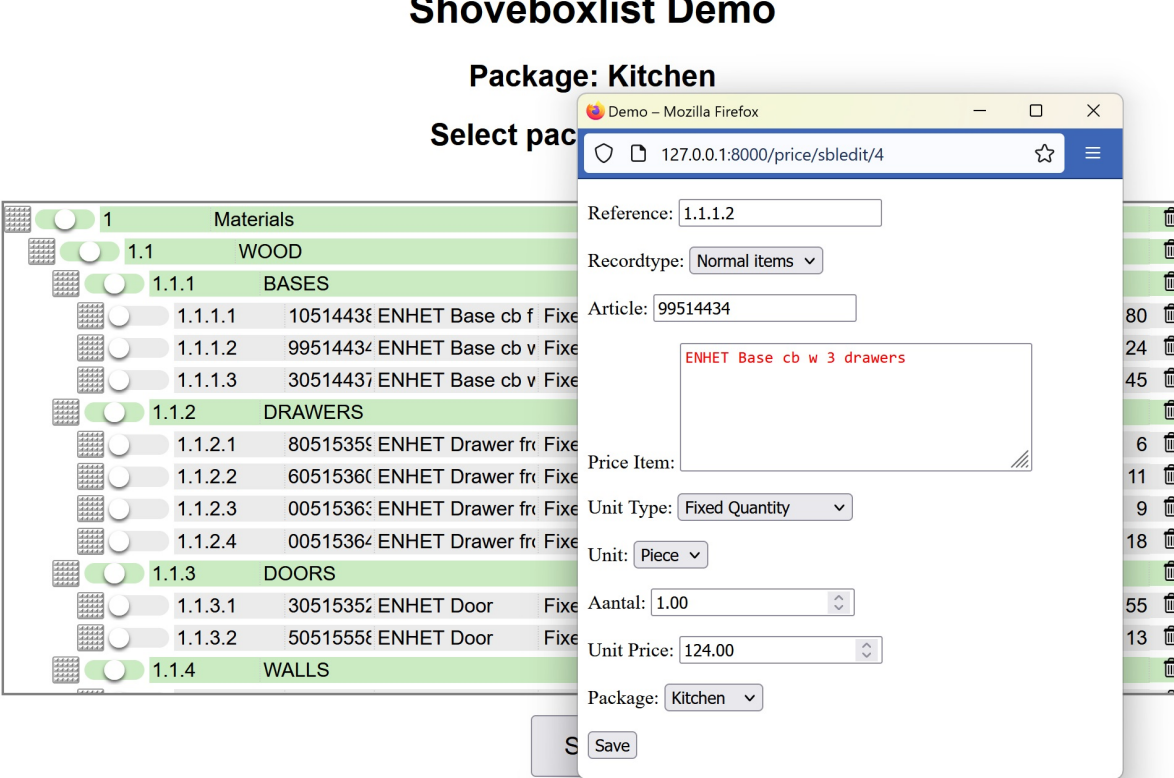 Shoveboxlist Demo
Package: Kitchen
Select pac
Demo – Mozilla Firefox
127.0.0.1:8000/price/sbledit/4
1 Materials
1.1 WOOD
1.1.1 BASES
1.1.1.1 10514438 ENHET Base cb f Fixe 80
1.1.1.2 99514434 ENHET Base cb w Fixe 24
1.1.1.3 30514437 ENHET Base cb w Fixe 45
1.1.2 DRAWERS
1.1.2.1 80515359 ENHET Drawer fro Fixe 6
1.1.2.2 60515360 ENHET Drawer fro Fixe 11
1.1.2.3 00515363 ENHET Drawer fro Fixe 9
1.1.2.4 00515364 ENHET Drawer fro Fixe 18
1.1.3 DOORS
1.1.3.1 30515352 ENHET Door Fixe 55
1.1.3.2 50515558 ENHET Door Fixe 13
1.1.4 WALLS
S
Reference: 1.1.1.2
Recordtype: Normal items
Article: 99514434
ENHET Base cb w 3 drawers
Price Item:
Unit Type: Fixed Quantity
Unit: Piece
Aantal: 1.00
Unit Price: 124.00
Package: Kitchen
Save